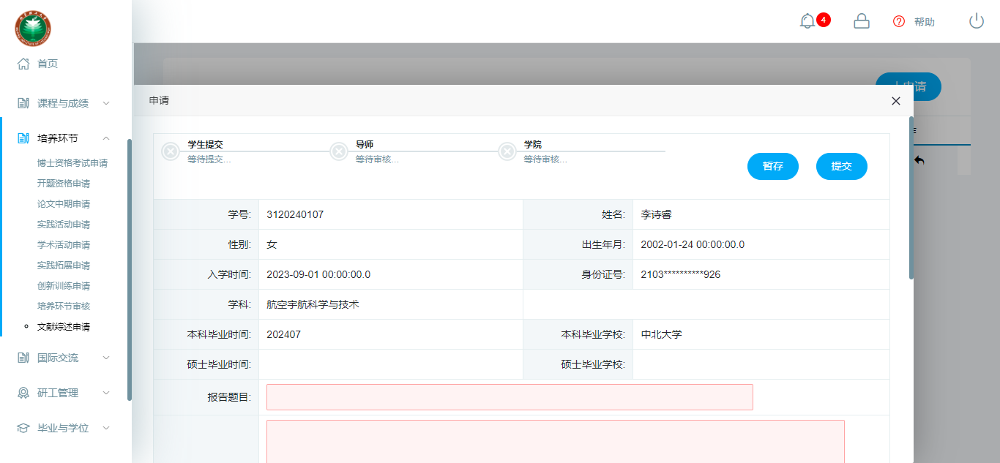 4
帮助
首页
课程与成绩
培养环节
博士资格考试申请
开题资格申请
论文中期申请
实践活动申请
学术活动申请
实践拓展申请
创新训练申请
培养环节审核
文献综述申请
国际交流
研工管理
毕业与学位
申请
申请
学生提交
等待提交...
导师
等待审核...
学院
等待审核...
暂存
提交
学号: 3120240107 姓名: 李诗睿
性别: 女 出生年月: 2002-01-24 00:00:00.0
入学时间: 2023-09-01 00:00:00.0 身份证号: 2103**********926
学科: 航空宇航科学与技术
本科毕业时间: 202407 本科毕业学校: 中北大学
硕士毕业时间: 硕士毕业学校:
报告题目: